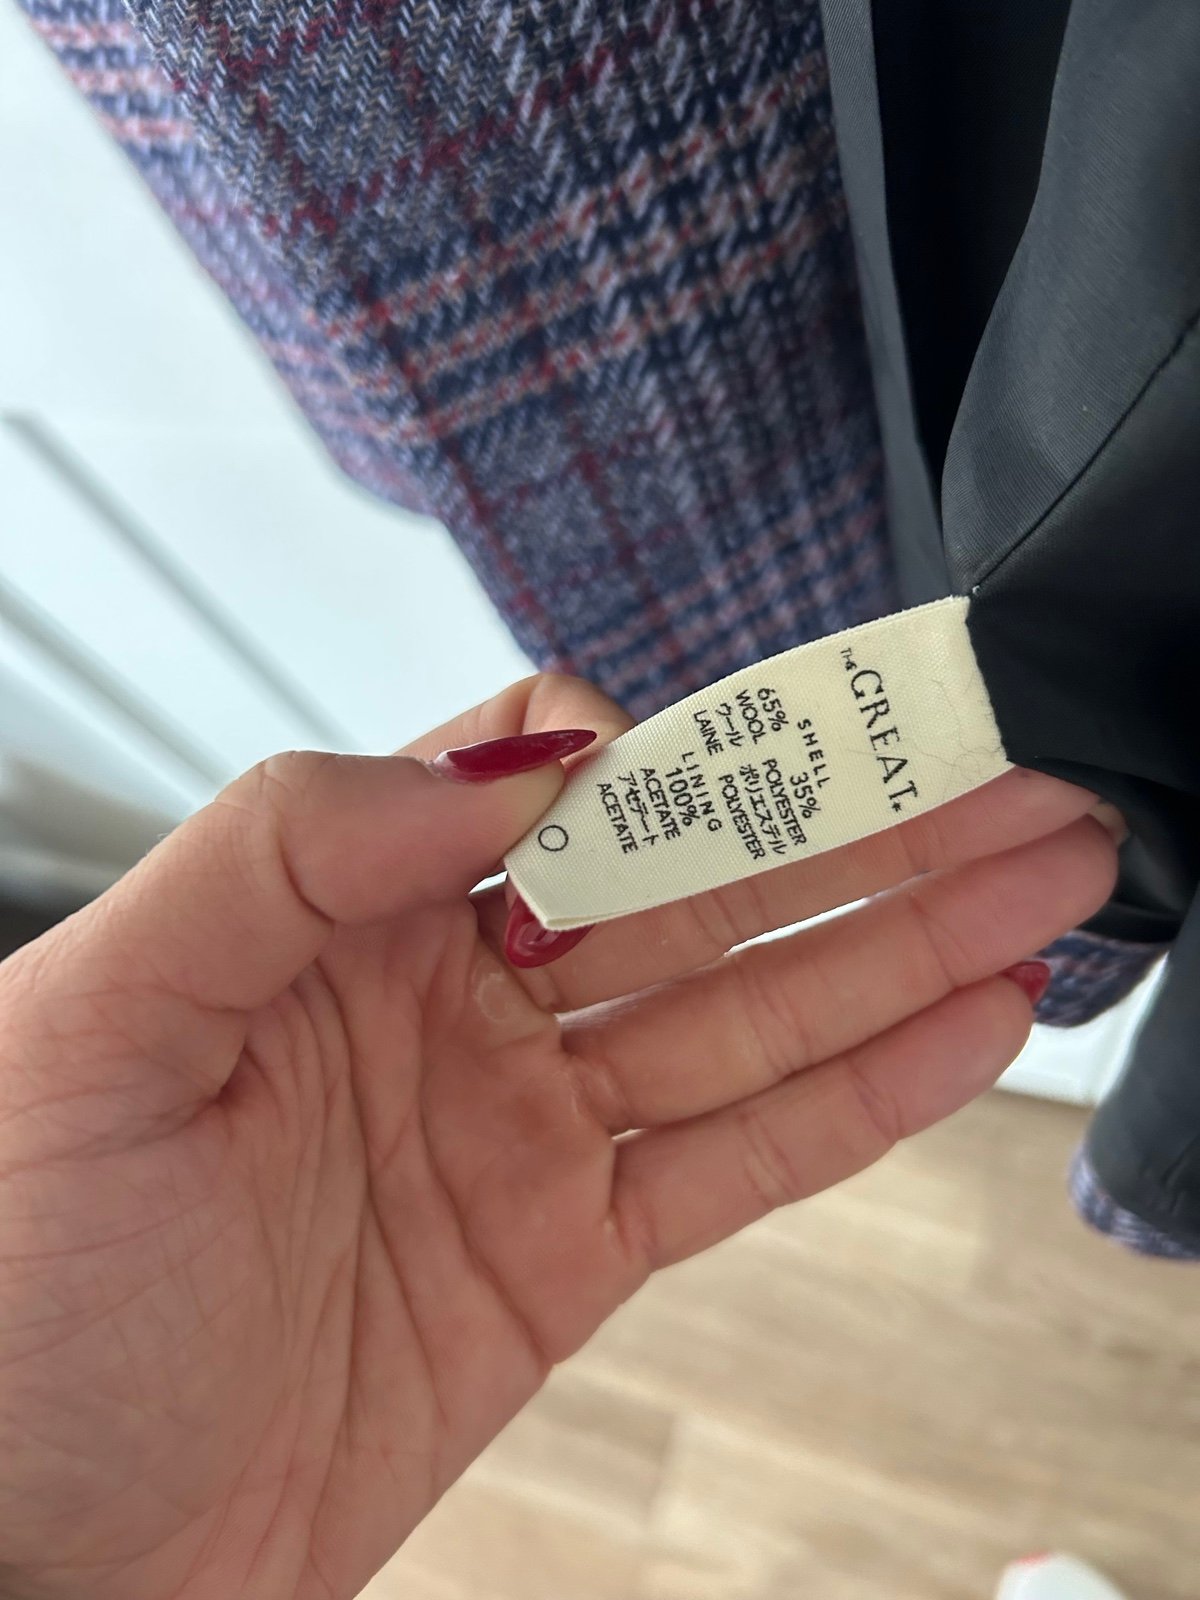 THE GREAT.
SHELL
65% 35%
WOOL POLYESTER
ウール ポリエステル
LAINE POLYESTER
LINING
100%
ACETATE
アセテート
ACETATE